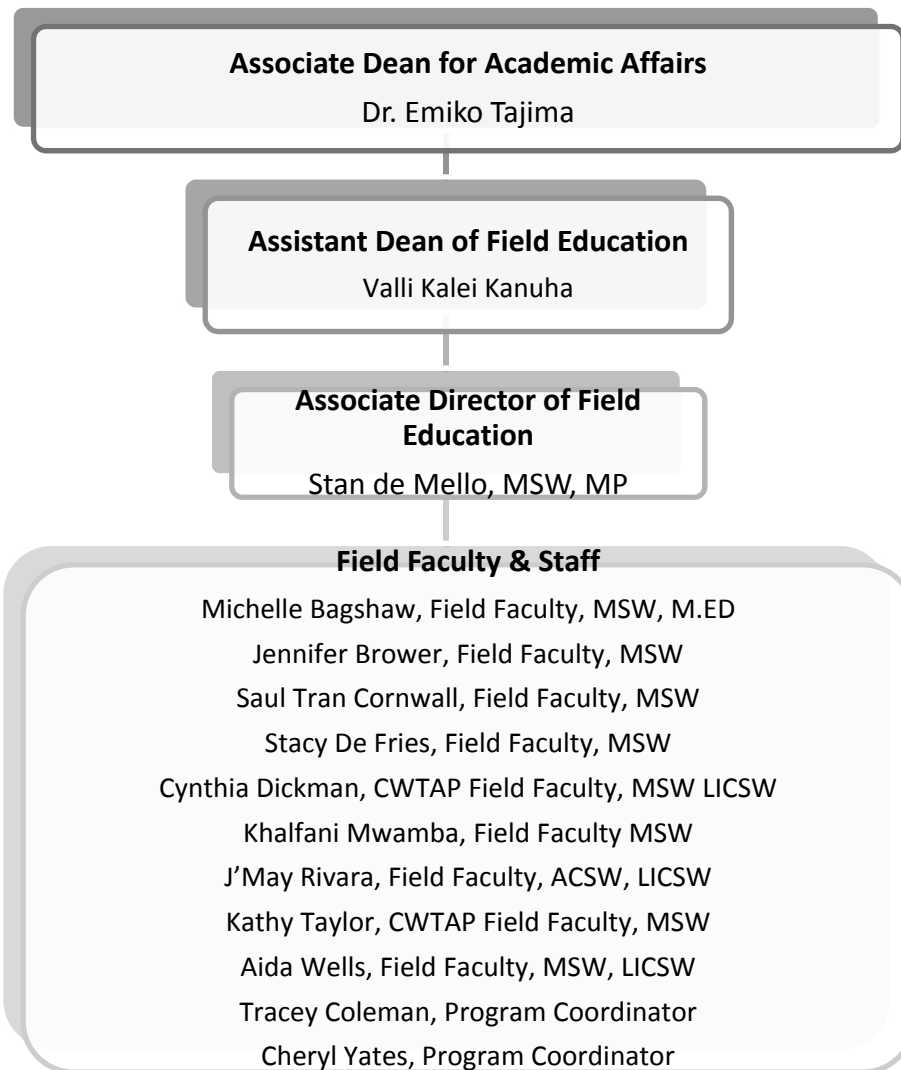 Associate Dean for Academic Affairs
Dr. Emiko Tajima
Assistant Dean of Field Education
Valli Kalei Kanuha
Associate Director of Field
Education
Stan de Mello, MSW, MP
Field Faculty & Staff
Michelle Bagshaw, Field Faculty, MSW, M.ED
Jennifer Brower, Field Faculty, MSW
Saul Tran Cornwall, Field Faculty, MSW
Stacy De Fries, Field Faculty, MSW
Cynthia Dickman, CWTAP Field Faculty, MSW LICSW
Khalfani Mwamba, Field Faculty MSW
J’May Rivara, Field Faculty, ACSW, LICSW
Kathy Taylor, CWTAP Field Faculty, MSW
Aida Wells, Field Faculty, MSW, LICSW
Tracey Coleman, Program Coordinator
Cheryl Yates, Program Coordinator